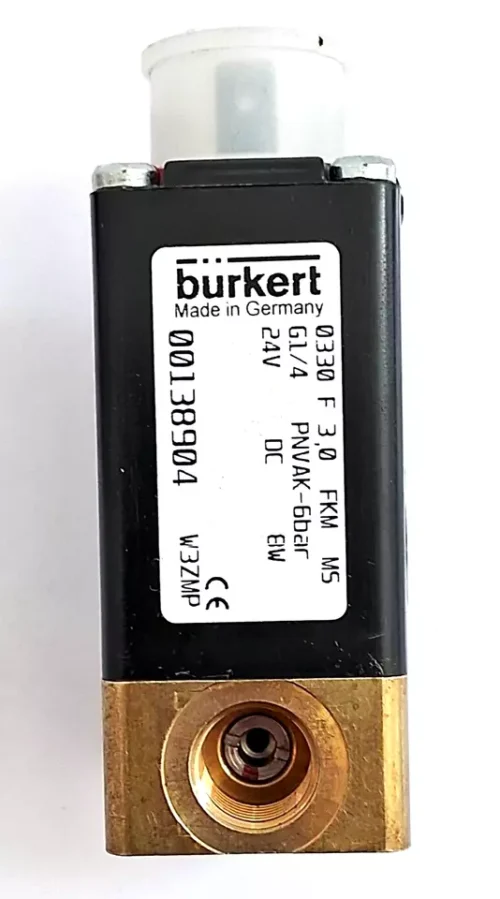 bürkert
Made in Germany
0330 F 3,0 FKM MS
G1/4 PNVAK-6bar
24V DC 8W
00138904 W3ZMP
CE